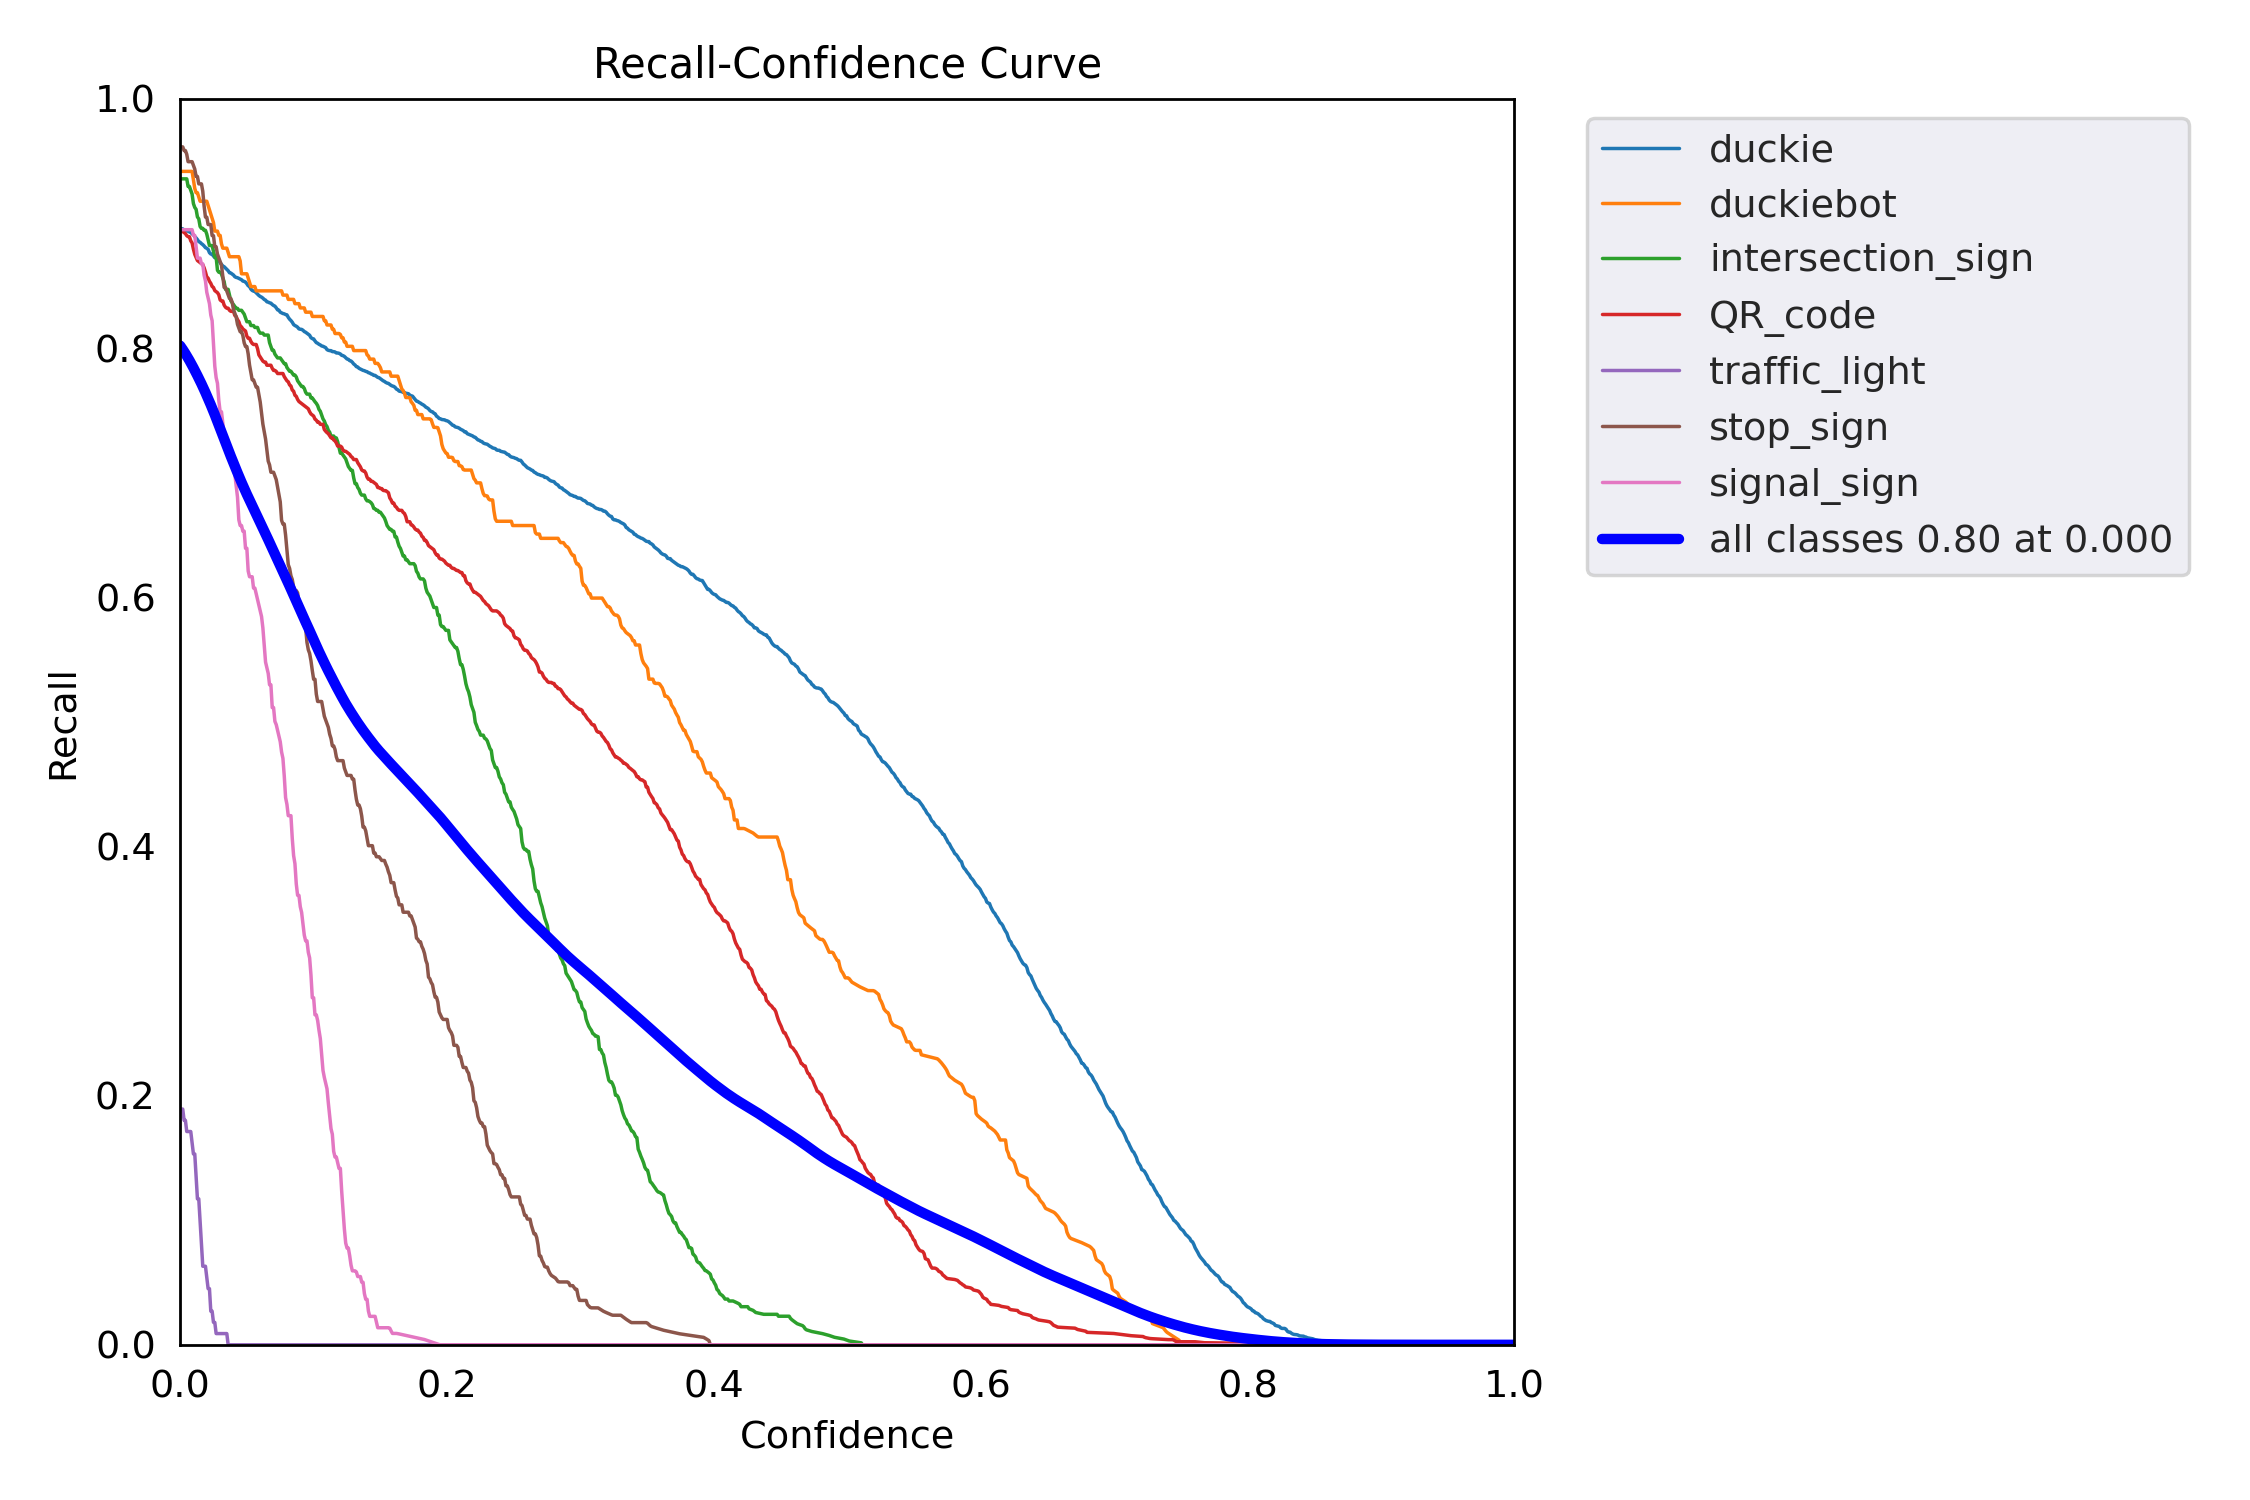 Recall-Confidence Curve
1.0
0.8
0.6
0.4
0.2
0.0
Recall
0.0 0.2 0.4 0.6 0.8 1.0
Confidence
duckie
duckiebot
intersection_sign
QR_code
traffic_light
stop_sign
signal_sign
all classes 0.80 at 0.000